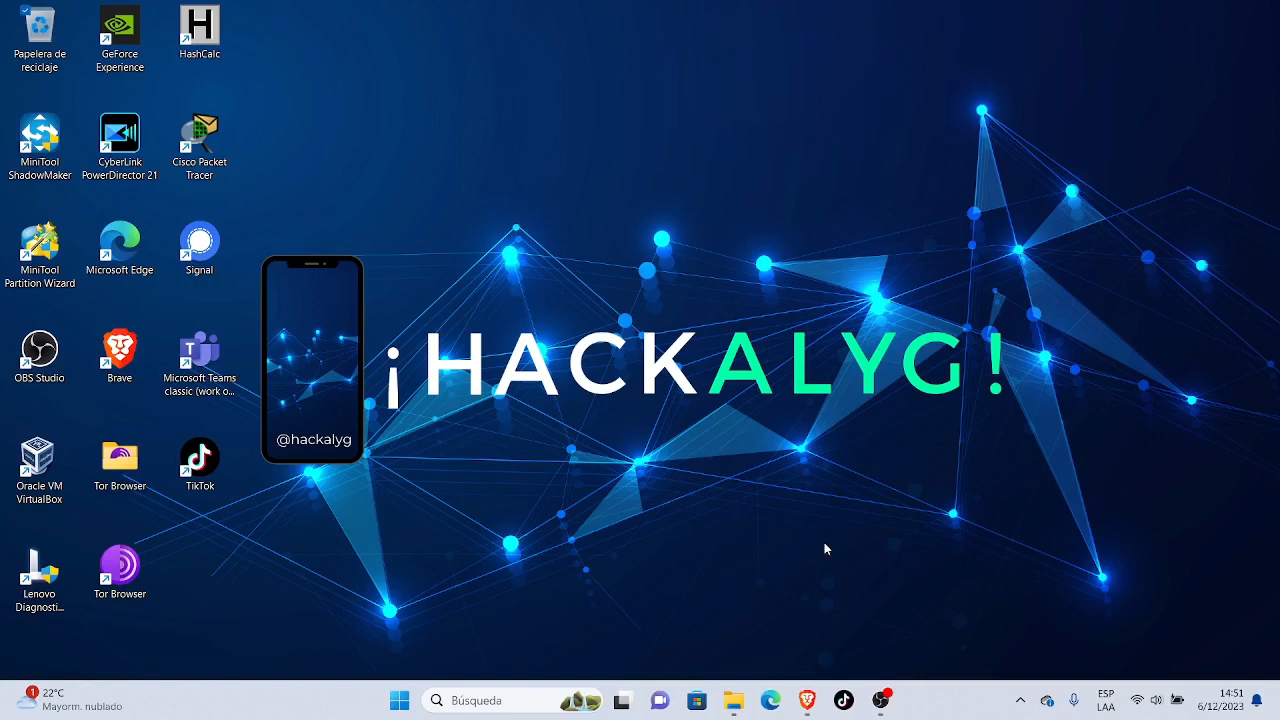 Papelera de
reciclaje
GeForce
Experience
H
HashCalc
MiniTool
ShadowMaker
CyberLink
PowerDirector 21
Cisco Packet
Tracer
MiniTool
Partition Wizard
Microsoft Edge
Signal
OBS Studio
Brave
Microsoft Teams
classic (work o...
Oracle VM
VirtualBox
Tor Browser
TikTok
Lenovo
Diagnosti...
Tor Browser
¡HACKALYG!
@hackalyg
1
22°C
Mayorm. nubado
Búsqueda
ESP
LAA
14:51
6/12/2023